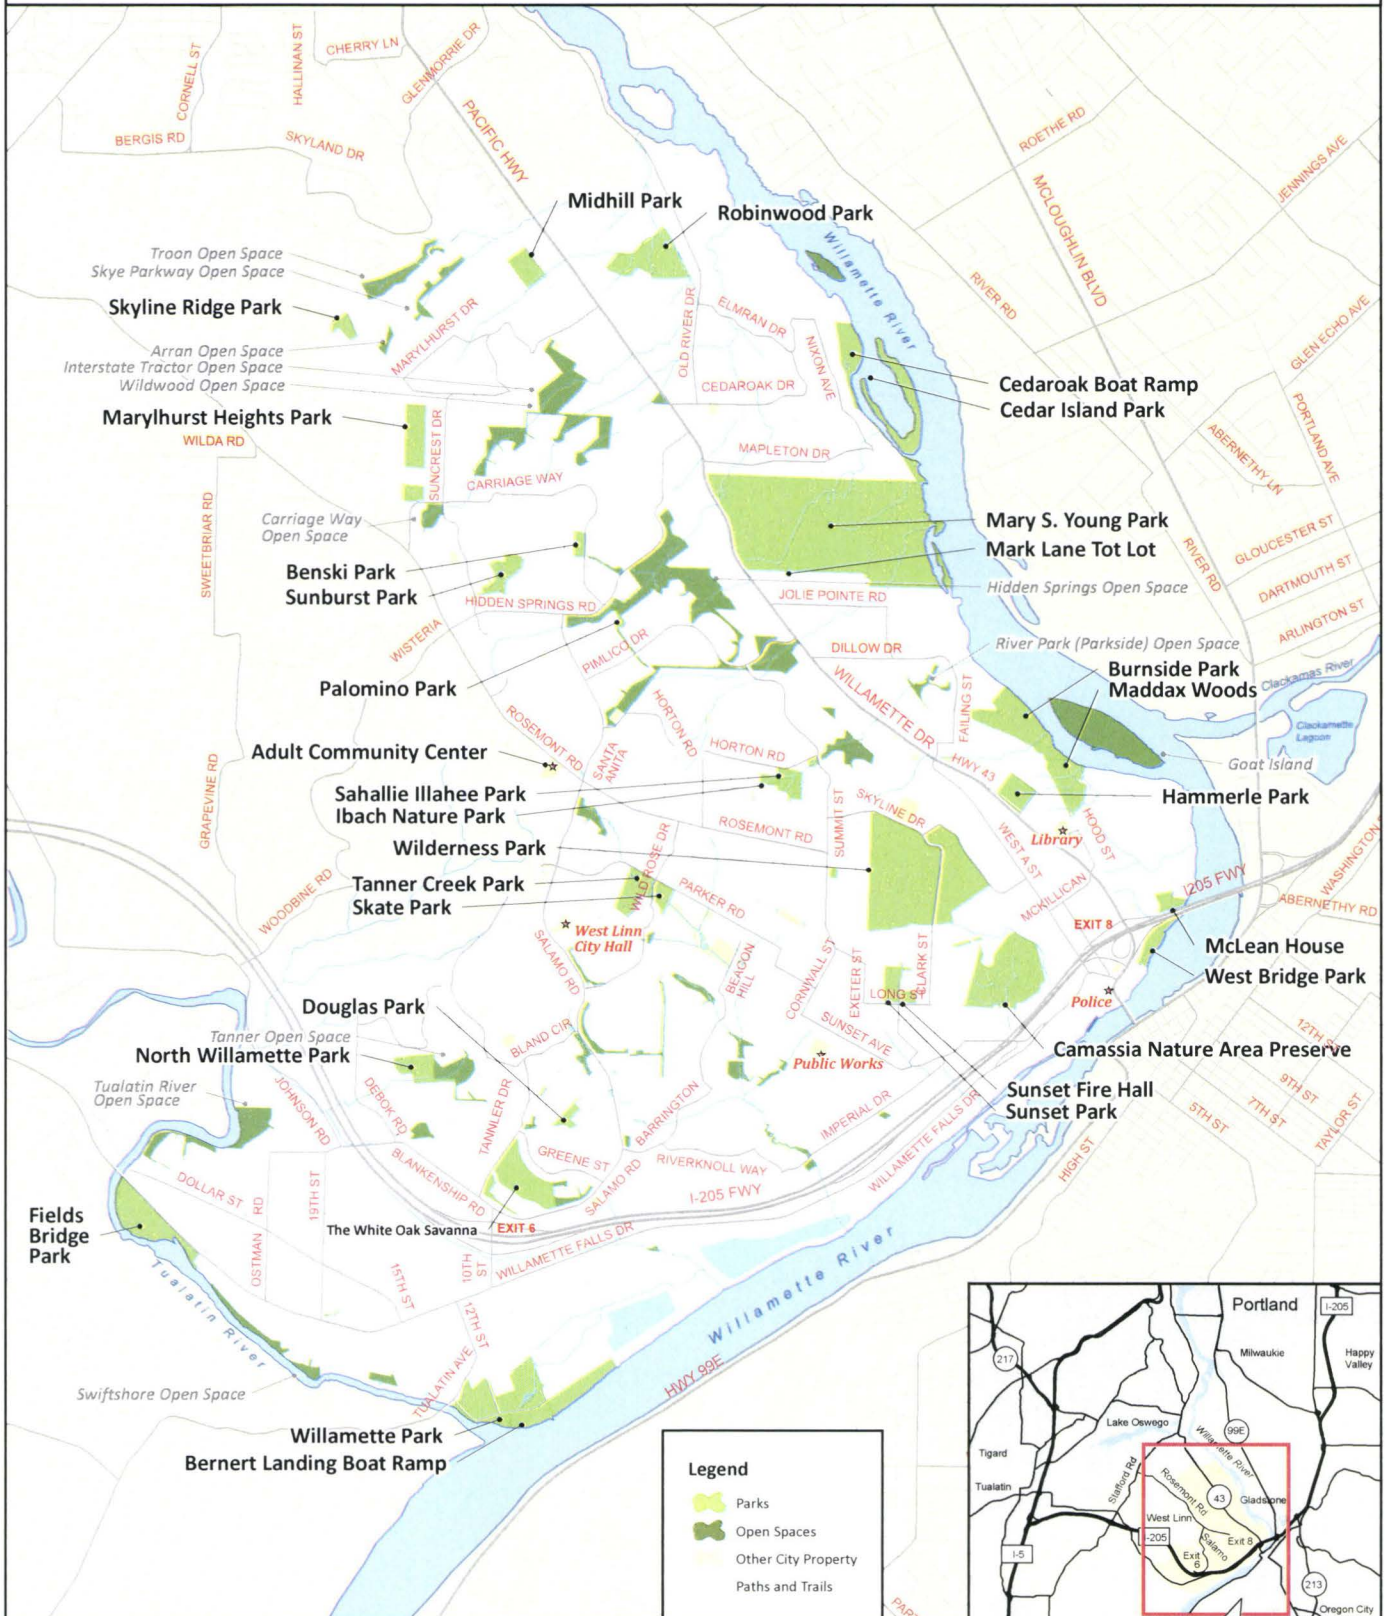 CORNELL ST
HALLINAN ST
CHERRY LN
GLENMORRIE DR
BERGIS RD
SKYLAND DR
PACIFIC HWY
ROETHE RD
JENNINGS AVE
MCLOUGHLIN BLVD
RIVER RD
Midhill Park
Robinwood Park
Willamette River
Troon Open Space
Skye Parkway Open Space
Skyline Ridge Park
MARYLHURST DR
Arran Open Space
Interstate Tractor Open Space
Wildwood Open Space
OLD RIVER DR
ELMRAN DR
NIXON AVE
CEDAROAK DR
GLEN ECHO AVE
Cedaroak Boat Ramp
Cedar Island Park
Marylhurst Heights Park
WILDA RD
SUNCREST DR
PORTLAND AVE
ABERNETHY LN
MAPLETON DR
CARRIAGE WAY
SWEETBRIAR RD
Carriage Way
Open Space
Mary S. Young Park
Mark Lane Tot Lot
Hidden Springs Open Space
RIVER RD
GLOUCESTER ST
DARTMOUTH ST
ARLINGTON ST
Benski Park
Sunburst Park
HIDDEN SPRINGS RD
JOLIE POINTE RD
WISTERIA
PIMLICO DR
DILLOW DR
River Park (Parkside) Open Space
Burnside Park
Maddax Woods
Clackamas River
Clackamette
Lagoon
Palomino Park
WILLAMETTE DR
FAILING ST
ROSEMONT RD
SANTA
ANITA
HORTON RD
HORTON RD
HWY 43
Goat Island
Adult Community Center
GRAPEVINE RD
Sahallie Illahee Park
Ibach Nature Park
SUMMIT ST
SKYLINE DR
Hammerle Park
ROSEMONT RD
WEST A ST
Library
HOOD ST
Wilderness Park
WASHINGTON
Tanner Creek Park
Skate Park
WILD ROSE DR
PARKER RD
WOODBINE RD
MCKILLICAN
I205 FWY
ABERNETHY RD
EXIT 8
West Linn
City Hall
McLean House
West Bridge Park
SALAMO RD
BEACON
HILL
CORNWALL ST
EXETER ST
CLARK ST
LONG ST
Police
Douglas Park
Tanner Open Space
North Willamette Park
BLAND CIR
SUNSET AVE
Public Works
12TH ST
Camassia Nature Area Preserve
Tualatin River
Open Space
JOHNSON RD
DEBOK RD
TANNLER DR
BARRINGTON
IMPERIAL DR
Sunset Fire Hall
Sunset Park
9TH ST
7TH ST
5TH ST
TAYLOR ST
GREENE ST
RIVERKNOLL WAY
SALAMO RD
WILLAMETTE FALLS DR
HIGH ST
DOLLAR ST
OSTMAN RD
19TH ST
BLANKENSHIP RD
I-205 FWY
Fields
Bridge
Park
The White Oak Savanna
EXIT 6
WILLAMETTE FALLS DR
10TH
ST
15TH ST
12TH ST
Tualatin River
Willamette River
HWY 99E
TUALATIN AVE
Swiftshore Open Space
Willamette Park
Bernert Landing Boat Ramp
Legend
Parks
Open Spaces
Other City Property
Paths and Trails
Portland
I-205
217
Milwaukie
Happy
Valley
Lake Oswego
99E
Tigard
Willamette River
Tualatin
Stafford Rd
Rosemont Rd
43
Gladstone
West Linn
I-205
Salamo
Exit 8
Exit
6
I-5
213
Oregon City